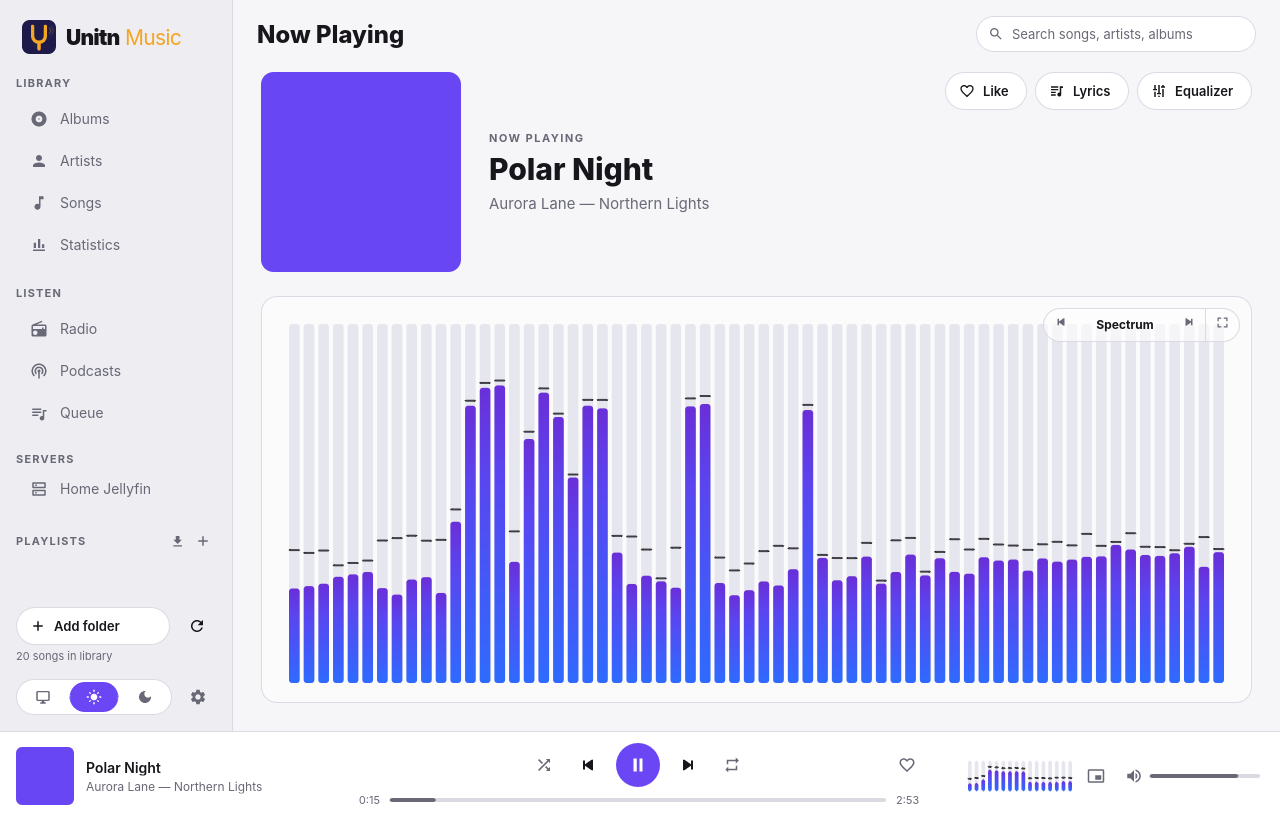 Unitn Music
LIBRARY
Albums
Artists
Songs
Statistics
LISTEN
Radio
Podcasts
Queue
SERVERS
Home Jellyfin
PLAYLISTS
Add folder
20 songs in library
Now Playing
Search songs, artists, albums
Like
Lyrics
Equalizer
NOW PLAYING
Polar Night
Aurora Lane — Northern Lights
Spectrum
Polar Night
Aurora Lane — Northern Lights
0:15
2:53